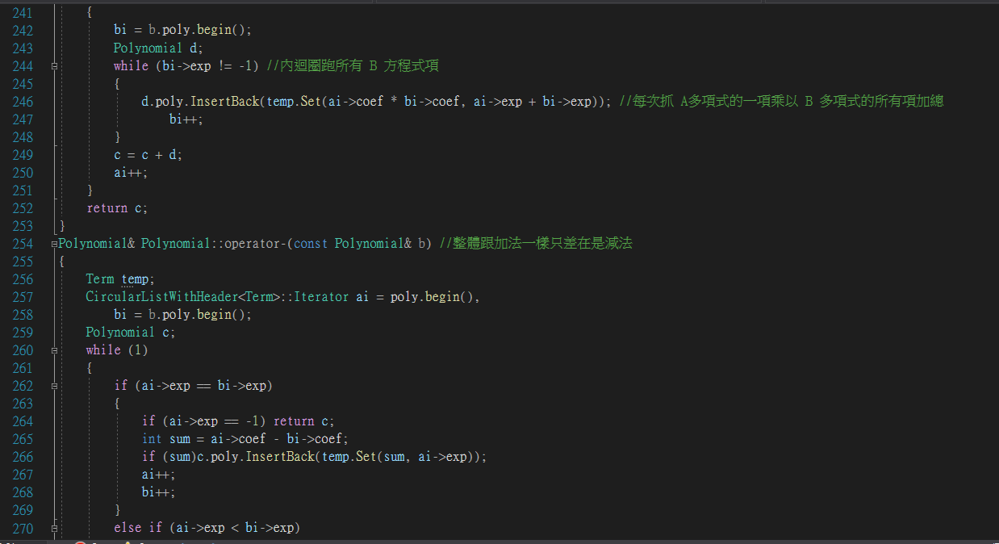 241 {
242 bi = b.poly.begin();
243 Polynomial d;
244 while (bi->exp != -1) //內迴圈跑所有 B 方程式項
245 {
246 d.poly.InsertBack(temp.Set(ai->coef * bi->coef, ai->exp + bi->exp)); //每次抓 A多項式的一項乘以 B 多項式的所有項加總
247 bi++;
248 }
249 c = c + d;
250 ai++;
251 }
252 return c;
253 }
254 Polynomial& Polynomial::operator-(const Polynomial& b) //整體跟加法一樣只差在是減法
255 {
256 Term temp;
257 CircularListWithHeader<Term>::Iterator ai = poly.begin(),
258 bi = b.poly.begin();
259 Polynomial c;
260 while (1)
261 {
262 if (ai->exp == bi->exp)
263 {
264 if (ai->exp == -1) return c;
265 int sum = ai->coef - bi->coef;
266 if (sum)c.poly.InsertBack(temp.Set(sum, ai->exp));
267 ai++;
268 bi++;
269 }
270 else if (ai->exp < bi->exp)